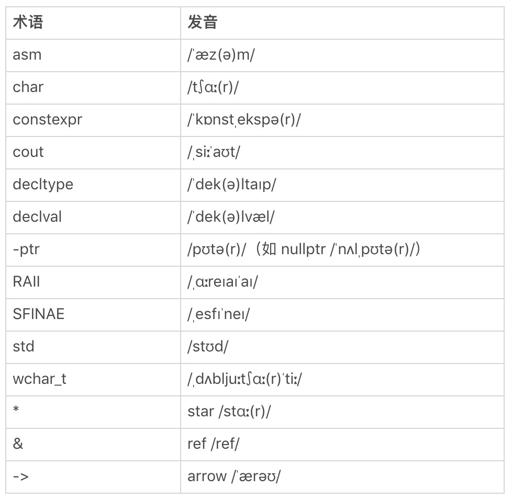 术语 发音
asm /ˈæz(ə)m/
char /tʃɑː(r)/
constexpr /ˈkɒnstˌekspə(r)/
cout /ˌsiːˈaʊt/
decltype /ˈdek(ə)ltaɪp/
declval /ˈdek(ə)lvæl/
-ptr /pʊtə(r)/（如 nullptr /ˈnʌlˌpʊtə(r)/）
RAII /ˌɑːreɪaɪˈaɪ/
SFINAE /ˌesfɪˈneɪ/
std /stʊd/
wchar_t /ˌdʌbljuːtʃɑː(r)ˈtiː/
* star /stɑː(r)/
& ref /ref/
-> arrow /ˈærəʊ/